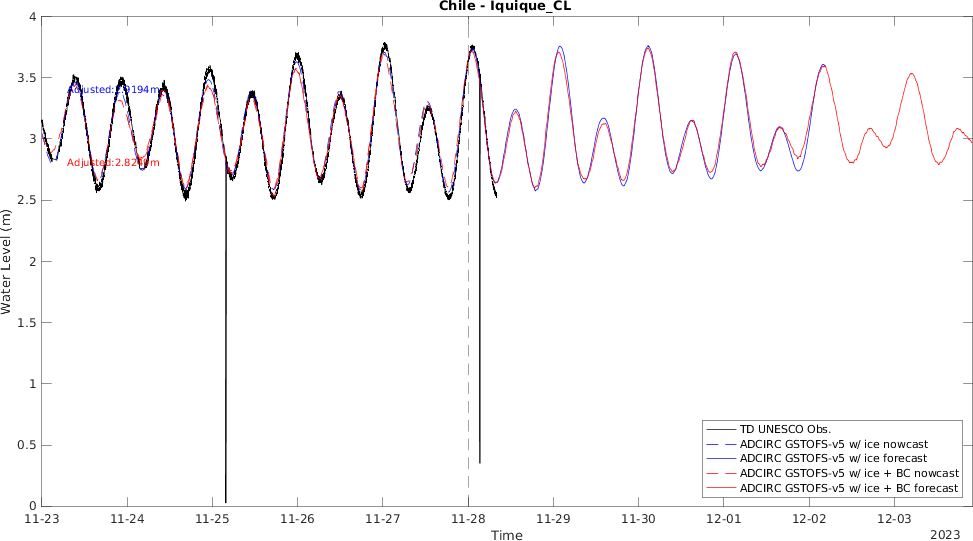 Chile - Iquique_CL
4
3.5
3
2.5
2
1.5
1
0.5
0
Water Level (m)
Adjusted:2.9194m
Adjusted:2.8240m
TD UNESCO Obs.
ADCIRC GSTOFS-v5 w/ ice nowcast
ADCIRC GSTOFS-v5 w/ ice forecast
ADCIRC GSTOFS-v5 w/ ice + BC nowcast
ADCIRC GSTOFS-v5 w/ ice + BC forecast
11-23 11-24 11-25 11-26 11-27 11-28 11-29 11-30 12-01 12-02 12-03
Time
2023